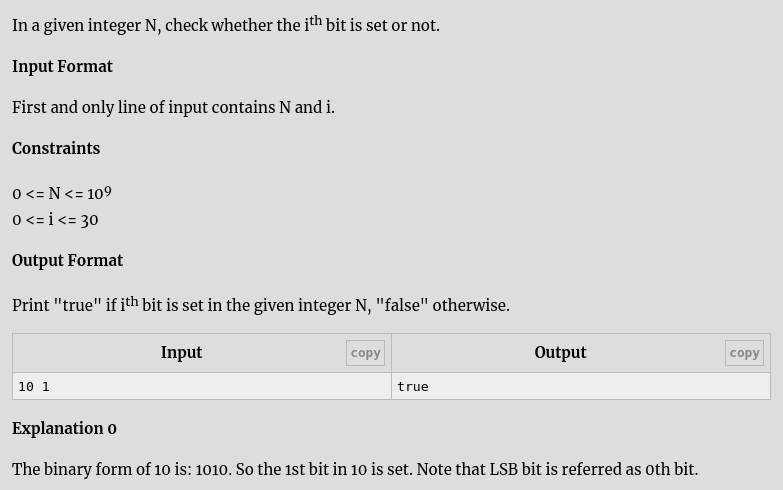 In a given integer N, check whether the ith bit is set or not.
Input Format
First and only line of input contains N and i.
Constraints
0 <= N <= 10^9
0 <= i <= 30
Output Format
Print "true" if ith bit is set in the given integer N, "false" otherwise.
Input copy Output copy
10 1 true
Explanation 0
The binary form of 10 is: 1010. So the 1st bit in 10 is set. Note that LSB bit is referred as 0th bit.